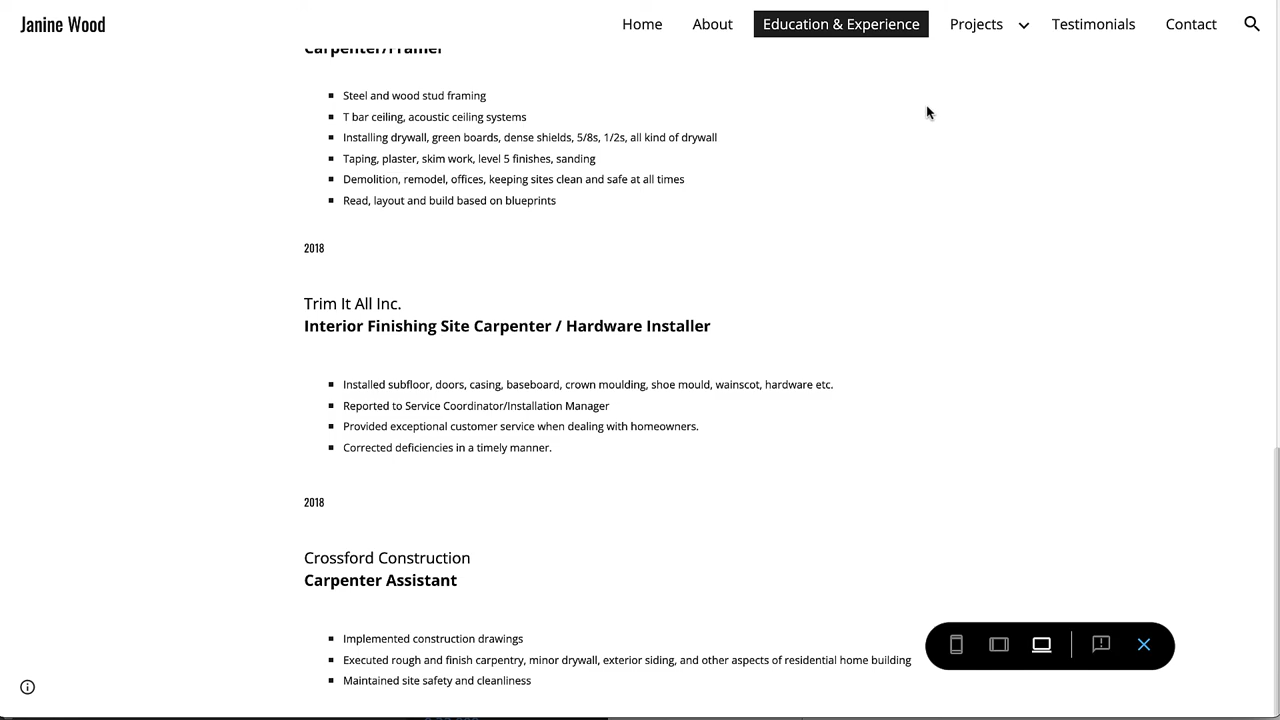 Janine Wood
Home
About
Education & Experience
Projects
Testimonials
Contact
Carpenter/Framer
Steel and wood stud framing
T bar ceiling, acoustic ceiling systems
Installing drywall, green boards, dense shields, 5/8s, 1/2s, all kind of drywall
Taping, plaster, skim work, level 5 finishes, sanding
Demolition, remodel, offices, keeping sites clean and safe at all times
Read, layout and build based on blueprints
2018
Trim It All Inc.
Interior Finishing Site Carpenter / Hardware Installer
Installed subfloor, doors, casing, baseboard, crown moulding, shoe mould, wainscot, hardware etc.
Reported to Service Coordinator/Installation Manager
Provided exceptional customer service when dealing with homeowners.
Corrected deficiencies in a timely manner.
2018
Crossford Construction
Carpenter Assistant
Implemented construction drawings
Executed rough and finish carpentry, minor drywall, exterior siding, and other aspects of residential home building
Maintained site safety and cleanliness